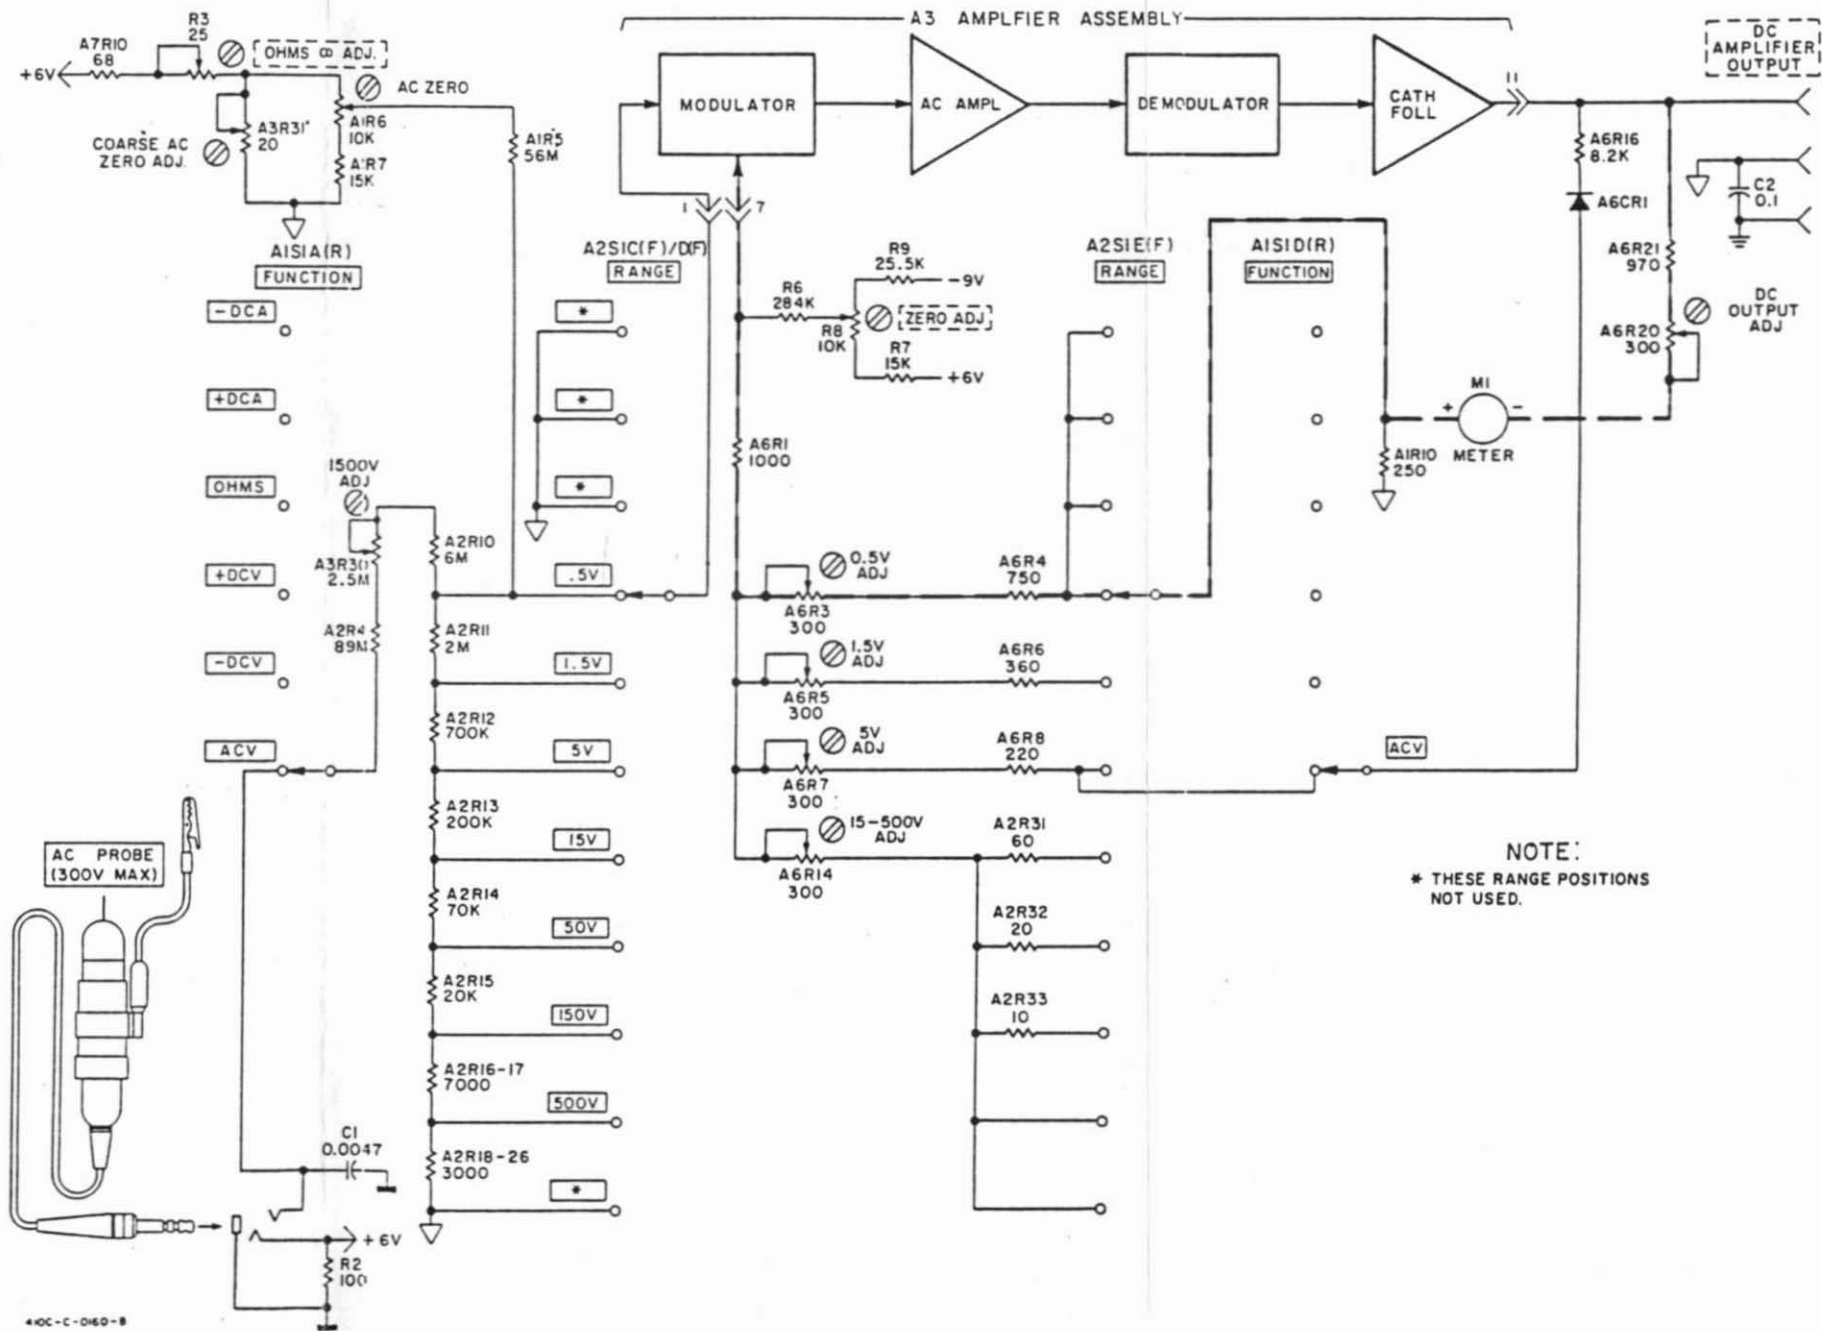 A3 AMPLFIER ASSEMBLY
R3
25
A7R10
68
+6V
OHMS ∞ ADJ.
AC ZERO
A1R6
10K
A3R31
20
COARSE AC
ZERO ADJ.
A1R7
15K
A1R5
56M
MODULATOR
AC AMPL
DEMODULATOR
CATH
FOLL
11
DC
AMPLIFIER
OUTPUT
A6R16
8.2K
C2
0.1
A6CR1
1
7
A1S1A(R)
FUNCTION
A2S1C(F)/D(F)
RANGE
R9
25.5K
-9V
R6
284K
ZERO ADJ
R8
10K
R7
15K
+6V
A2S1E(F)
RANGE
A1S1D(R)
FUNCTION
A6R21
970
DC
OUTPUT
ADJ
A6R20
300
-DCA
*
+DCA
*
M1
+
-
METER
A1R10
250
A6R1
1000
OHMS
*
1500V
ADJ
A2R10
6M
A3R30
2.5M
+DCV
.5V
0.5V
ADJ
A6R4
750
A6R3
300
A2R4
89M
A2R11
2M
-DCV
1.5V
1.5V
ADJ
A6R6
360
A6R5
300
A2R12
700K
ACV
5V
5V
ADJ
A6R8
220
A6R7
300
ACV
A2R13
200K
15V
15-500V
ADJ
A2R31
60
A6R14
300
NOTE:
* THESE RANGE POSITIONS
NOT USED.
AC PROBE
(300V MAX)
A2R14
70K
50V
A2R32
20
A2R15
20K
150V
A2R33
10
A2R16-17
7000
500V
C1
0.0047
A2R18-26
3000
*
+6V
R2
100
410C-C-0160-B